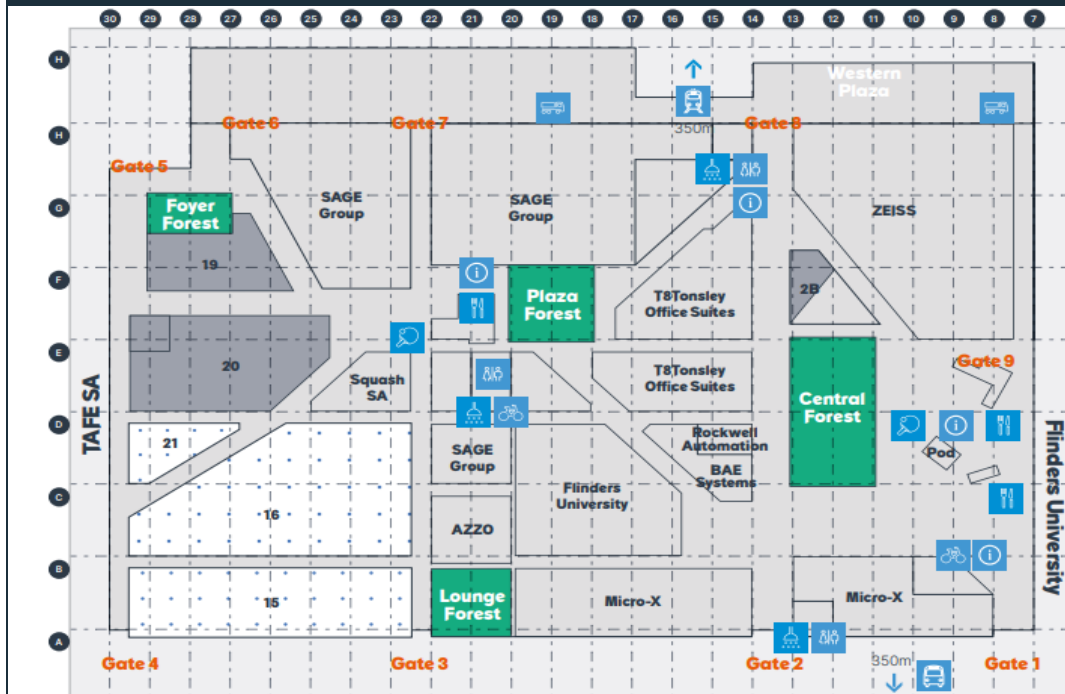 30 29 28 27 26 25 24 23 22 21 20 19 18 17 16 15 14 13 12 11 10 9 8 7
H
Western
Plaza
350m
H
Gate 6
Gate 7
Gate 8
Gate 5
G
Foyer
Forest
SAGE
Group
SAGE
Group
ZEISS
19
F
Plaza
Forest
T8Tonsley
Office Suites
2B
E
20
Squash
SA
T8Tonsley
Office Suites
Gate 9
Central
Forest
TAFE SA
D
21
SAGE
Group
Rockwell
Automation
BAE
Systems
Pod
Flinders University
C
16
AZZO
Flinders
University
B
15
Lounge
Forest
Micro-X
Micro-X
A
Gate 4
Gate 3
Gate 2
350m
Gate 1